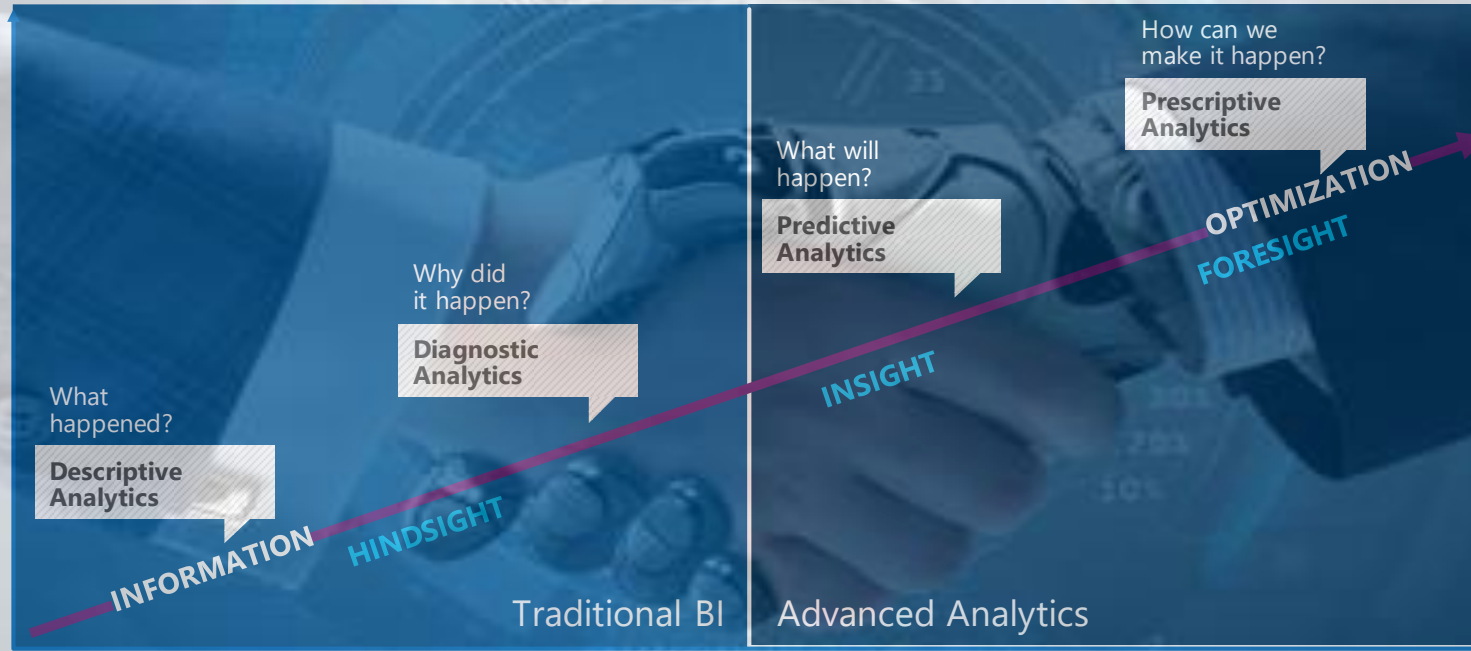 How can we
make it happen?
Prescriptive
Analytics
What will
happen?
Predictive
Analytics
OPTIMIZATION
FORESIGHT
Why did
it happen?
Diagnostic
Analytics
INSIGHT
What
happened?
Descriptive
Analytics
INFORMATION
HINDSIGHT
Traditional BI
Advanced Analytics